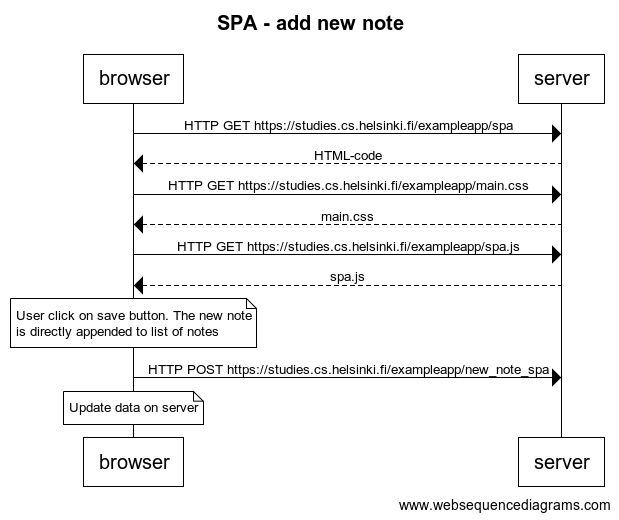 SPA - add new note
browser
server
HTTP GET https://studies.cs.helsinki.fi/exampleapp/spa
HTML-code
HTTP GET https://studies.cs.helsinki.fi/exampleapp/main.css
main.css
HTTP GET https://studies.cs.helsinki.fi/exampleapp/spa.js
spa.js
User click on save button. The new note
is directly appended to list of notes
HTTP POST https://studies.cs.helsinki.fi/exampleapp/new_note_spa
Update data on server
browser
server
www.websequencediagrams.com